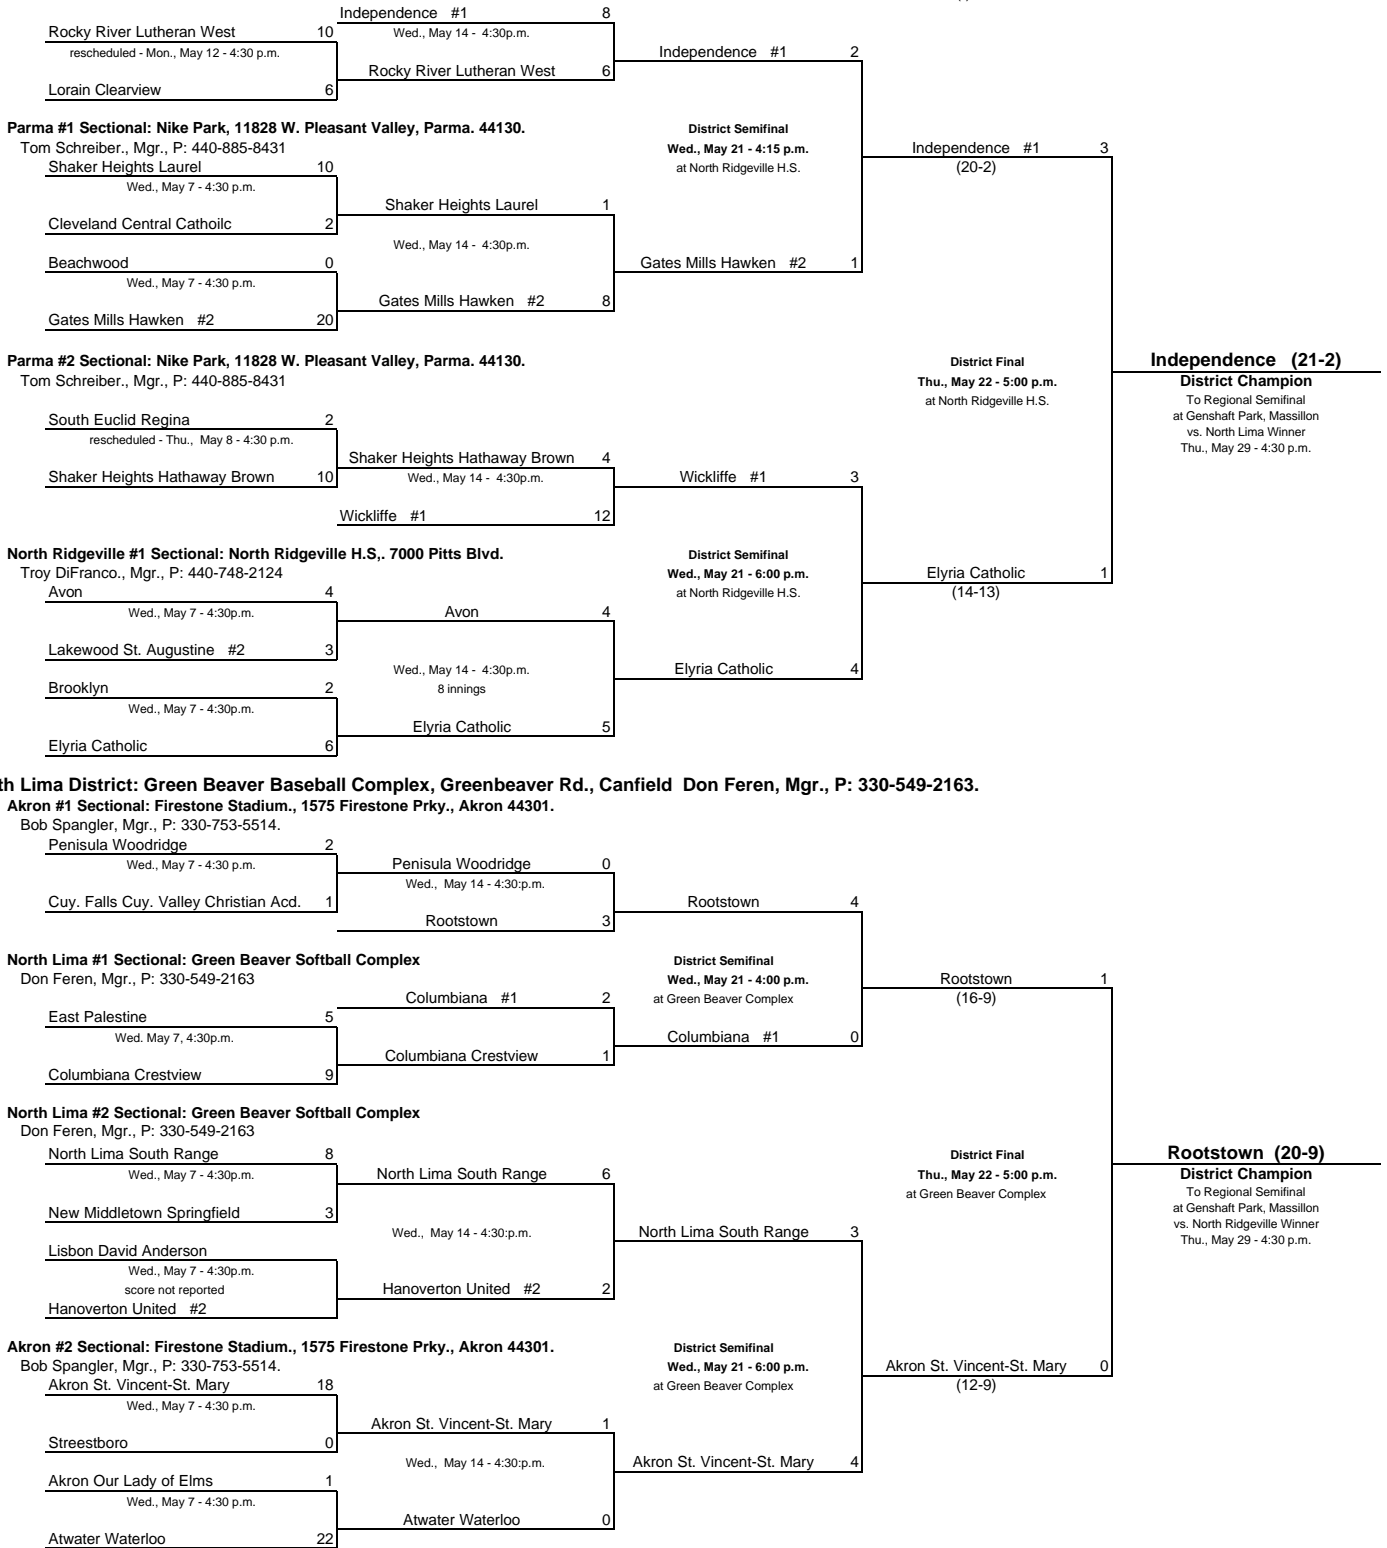 Independence #1 8
Rocky River Lutheran West 10
Wed., May 14 - 4:30p.m.
rescheduled - Mon., May 12 - 4:30 p.m.
Independence #1 2
Rocky River Lutheran West 6
Lorain Clearview 6
Parma #1 Sectional: Nike Park, 11828 W. Pleasant Valley, Parma. 44130.
District Semifinal
Tom Schreiber., Mgr., P: 440-885-8431
Wed., May 21 - 4:15 p.m.
Independence #1 3
Shaker Heights Laurel 10
at North Ridgeville H.S.
(20-2)
Wed., May 7 - 4:30 p.m.
Shaker Heights Laurel 1
Cleveland Central Cathoilc 2
Wed., May 14 - 4:30p.m.
Beachwood 0
Gates Mills Hawken #2 1
Wed., May 7 - 4:30 p.m.
Gates Mills Hawken #2 8
Gates Mills Hawken #2 20
Parma #2 Sectional: Nike Park, 11828 W. Pleasant Valley, Parma. 44130.
District Final
Independence (21-2)
Tom Schreiber., Mgr., P: 440-885-8431
Thu., May 22 - 5:00 p.m.
District Champion
at North Ridgeville H.S.
To Regional Semifinal
at Genshaft Park, Massillon
South Euclid Regina 2
vs. North Lima Winner
rescheduled - Thu., May 8 - 4:30 p.m.
Thu., May 29 - 4:30 p.m.
Shaker Heights Hathaway Brown 4
Shaker Heights Hathaway Brown 10
Wed., May 14 - 4:30p.m.
Wickliffe #1 3
Wickliffe #1 12
North Ridgeville #1 Sectional: North Ridgeville H.S,. 7000 Pitts Blvd.
District Semifinal
Troy DiFranco., Mgr., P: 440-748-2124
Wed., May 21 - 6:00 p.m.
Elyria Catholic 1
Avon 4
at North Ridgeville H.S.
(14-13)
Wed., May 7 - 4:30p.m.
Avon 4
Lakewood St. Augustine #2 3
Wed., May 14 - 4:30p.m.
Elyria Catholic 4
Brooklyn 2
8 innings
Wed., May 7 - 4:30p.m.
Elyria Catholic 5
Elyria Catholic 6
th Lima District: Green Beaver Baseball Complex, Greenbeaver Rd., Canfield Don Feren, Mgr., P: 330-549-2163.
Akron #1 Sectional: Firestone Stadium., 1575 Firestone Prky., Akron 44301.
Bob Spangler, Mgr., P: 330-753-5514.
Penisula Woodridge 2
Wed., May 7 - 4:30 p.m.
Penisula Woodridge 0
Wed., May 14 - 4:30:p.m.
Cuy. Falls Cuy. Valley Christian Acd. 1
Rootstown 4
Rootstown 3
North Lima #1 Sectional: Green Beaver Softball Complex
District Semifinal
Don Feren, Mgr., P: 330-549-2163
Wed., May 21 - 4:00 p.m.
Rootstown 1
Columbiana #1 2
at Green Beaver Complex
(16-9)
East Palestine 5
Wed. May 7, 4:30p.m.
Columbiana #1 0
Columbiana Crestview 1
Columbiana Crestview 9
North Lima #2 Sectional: Green Beaver Softball Complex
Don Feren, Mgr., P: 330-549-2163
North Lima South Range 8
District Final
Rootstown (20-9)
Wed., May 7 - 4:30p.m.
North Lima South Range 6
Thu., May 22 - 5:00 p.m.
District Champion
at Green Beaver Complex
To Regional Semifinal
at Genshaft Park, Massillon
New Middletown Springfield 3
vs. North Ridgeville Winner
Wed., May 14 - 4:30:p.m.
North Lima South Range 3
Thu., May 29 - 4:30 p.m.
Lisbon David Anderson
Wed., May 7 - 4:30p.m.
score not reported
Hanoverton United #2 2
Hanoverton United #2
Akron #2 Sectional: Firestone Stadium., 1575 Firestone Prky., Akron 44301.
District Semifinal
Bob Spangler, Mgr., P: 330-753-5514.
Wed., May 21 - 6:00 p.m.
Akron St. Vincent-St. Mary 0
Akron St. Vincent-St. Mary 18
at Green Beaver Complex
(12-9)
Wed., May 7 - 4:30 p.m.
Akron St. Vincent-St. Mary 1
Streestboro 0
Wed., May 14 - 4:30:p.m.
Akron St. Vincent-St. Mary 4
Akron Our Lady of Elms 1
Wed., May 7 - 4:30 p.m.
Atwater Waterloo 0
Atwater Waterloo 22